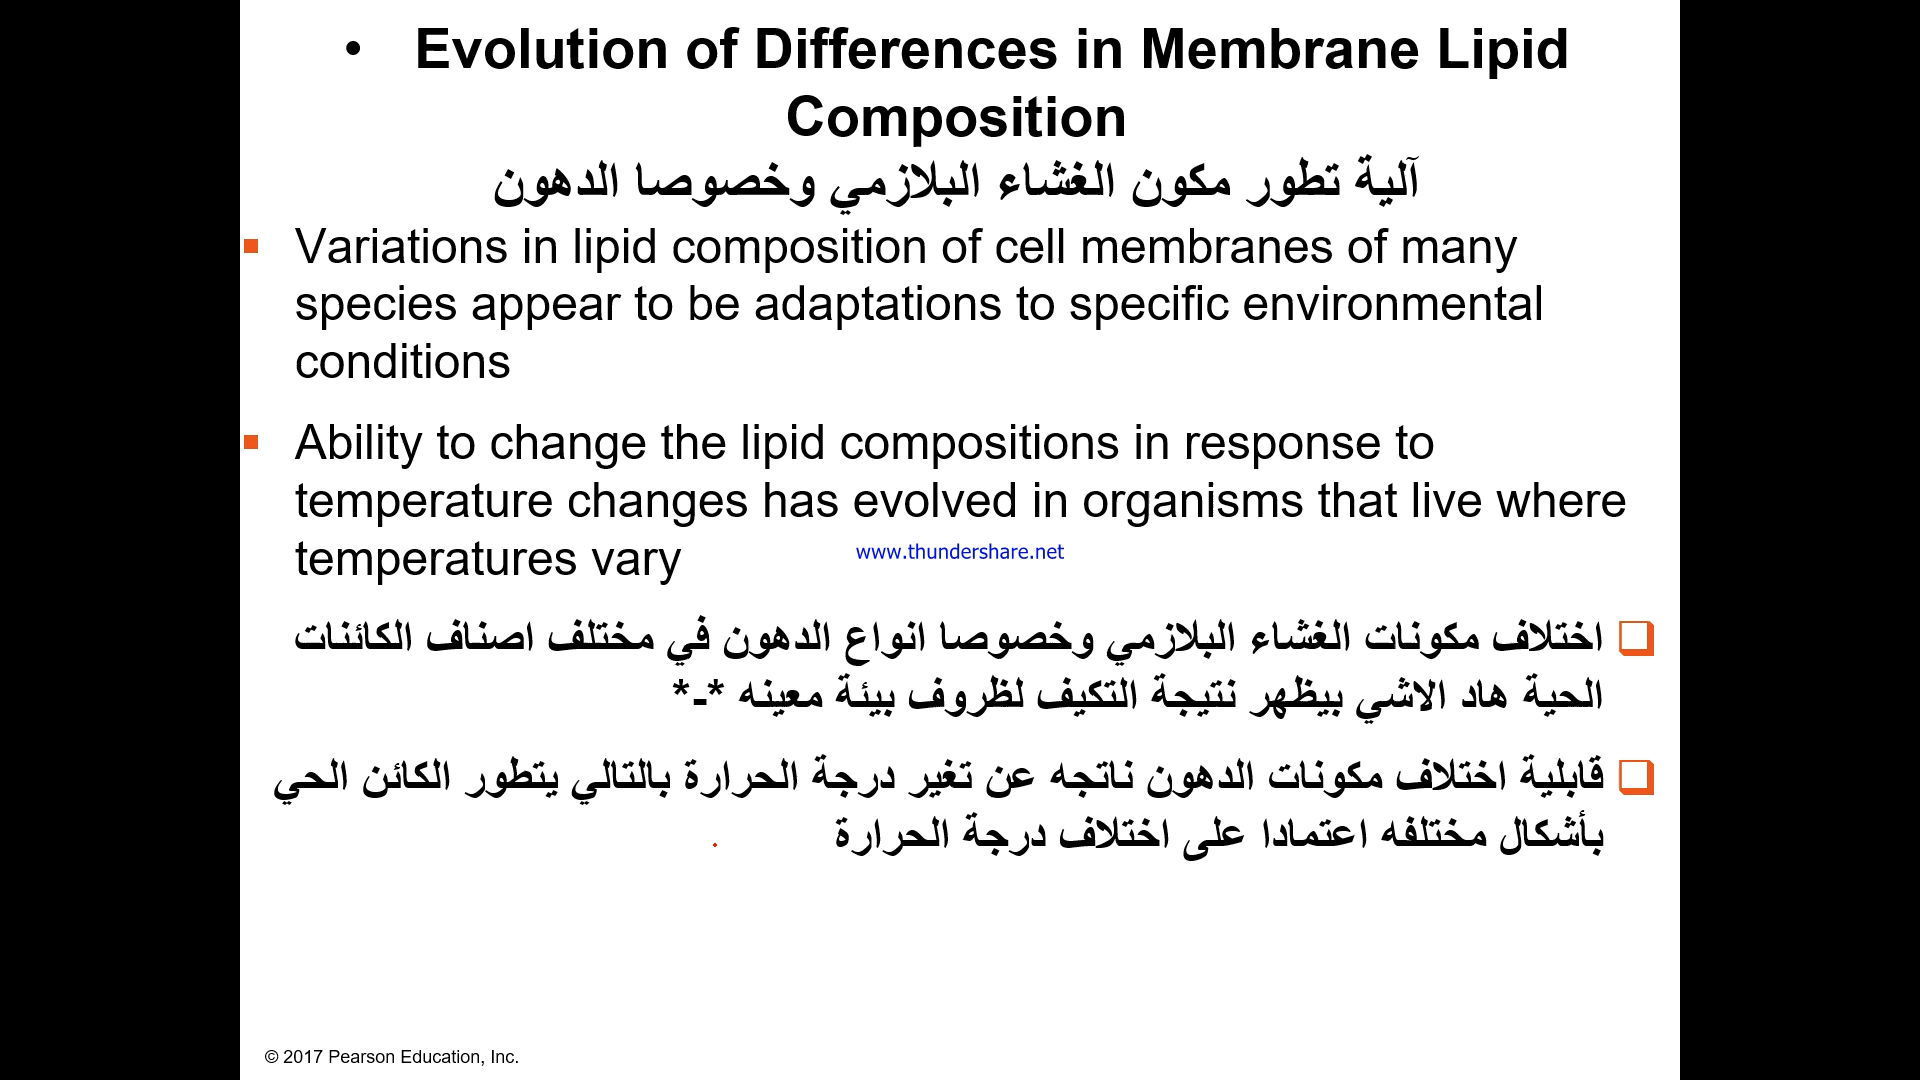 • Evolution of Differences in Membrane Lipid
Composition
آلية تطور مكون الغشاء البلازمي وخصوصا الدهون
Variations in lipid composition of cell membranes of many
species appear to be adaptations to specific environmental
conditions
Ability to change the lipid compositions in response to
temperature changes has evolved in organisms that live where
temperatures vary
www.thundershare.net
اختلاف مكونات الغشاء البلازمي وخصوصا انواع الدهون في مختلف اصناف الكائنات
الحية هاد الاشي بيظهر نتيجة التكيف لظروف بيئة معينه *-*
قابلية اختلاف مكونات الدهون ناتجه عن تغير درجة الحرارة بالتالي يتطور الكائن الحي
بأشكال مختلفه اعتمادا على اختلاف درجة الحرارة
© 2017 Pearson Education, Inc.